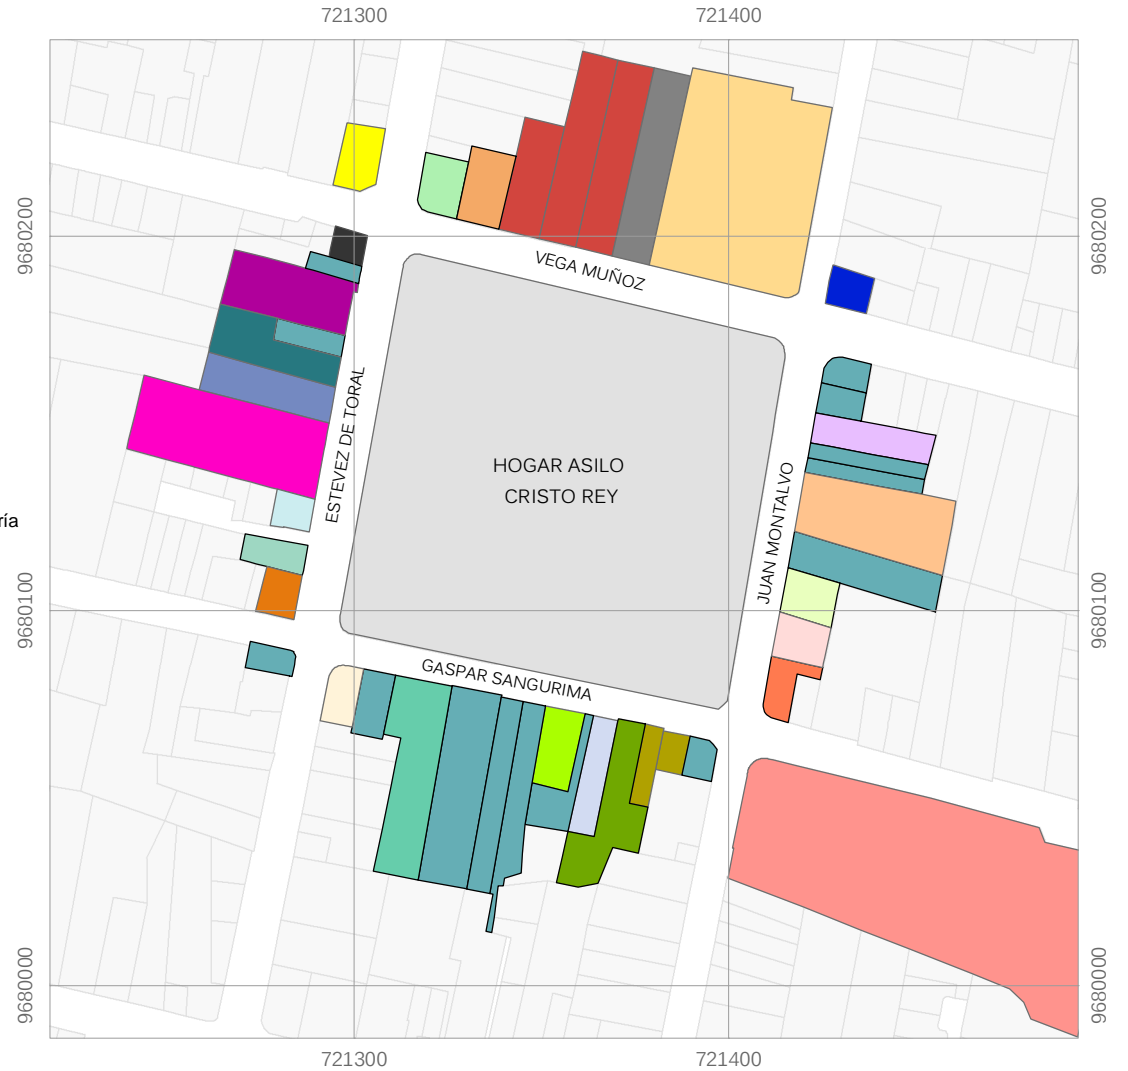 721300
721400
9680200
9680200
VEGA MUÑOZ
ESTEVEZ DE TORAL
HOGAR ASILO
CRISTO REY
JUAN MONTALVO
ría
9680100
9680100
GASPAR SANGURIMA
9680000
9680000
721300
721400